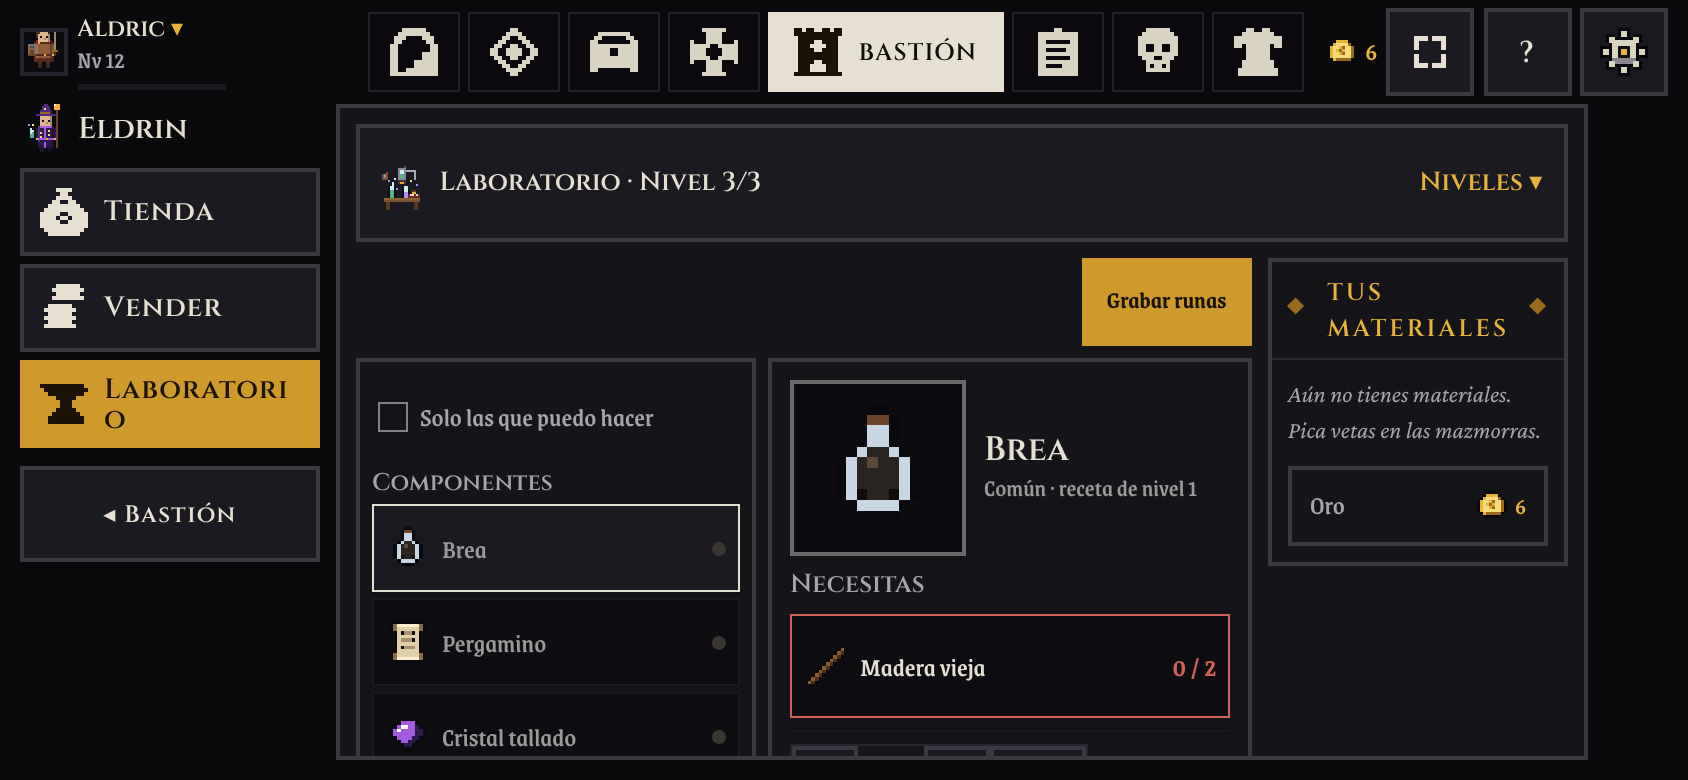 Aldric ▼
Nv 12
BASTIÓN
6
?
Eldrin
Tienda
Vender
Laboratori
o
◂ Bastión
Laboratorio · Nivel 3/3
Niveles ▾
Grabar runas
TUS
MATERIALES
Aún no tienes materiales.
Pica vetas en las mazmorras.
Oro
6
Solo las que puedo hacer
Componentes
Brea
Pergamino
Cristal tallado
Brea
Común · receta de nivel 1
Necesitas
Madera vieja
0 / 2